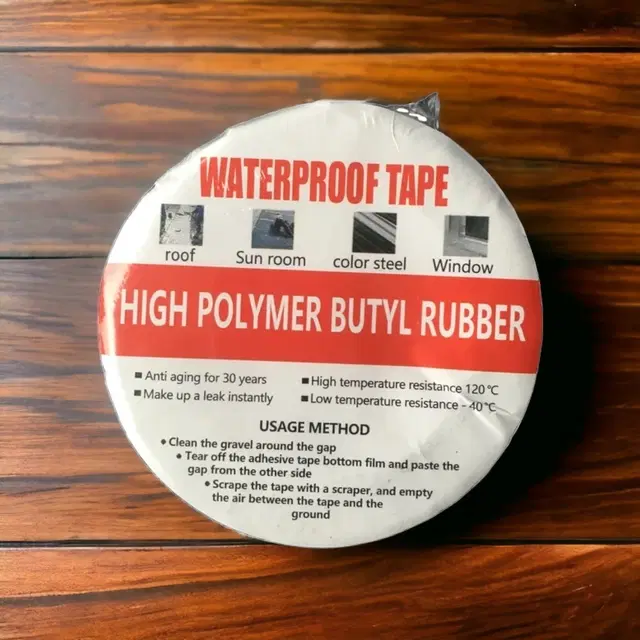 WATERPROOF TAPE
roof Sun room color steel Window
HIGH POLYMER BUTYL RUBBER
■ Anti aging for 30 years ■ High temperature resistance 120℃
■ Make up a leak instantly ■ Low temperature resistance - 40℃
USAGE METHOD
• Clean the gravel around the gap
• Tear off the adhesive tape bottom film and paste the
gap from the other side
• Scrape the tape with a scraper, and empty
the air between the tape and the
ground